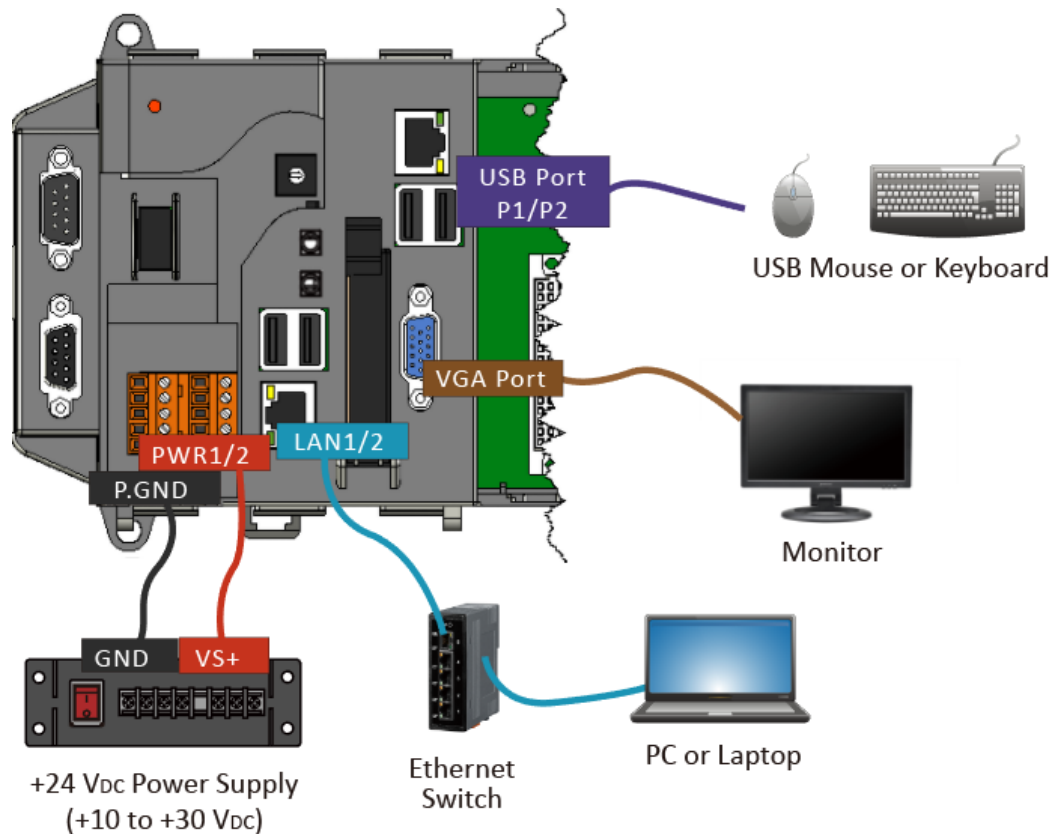 USB Port
P1/P2
USB Mouse or Keyboard
VGA Port
Monitor
PWR1/2
LAN1/2
P.GND
GND
VS+
+24 VDC Power Supply
(+10 to +30 VDC)
Ethernet
Switch
PC or Laptop